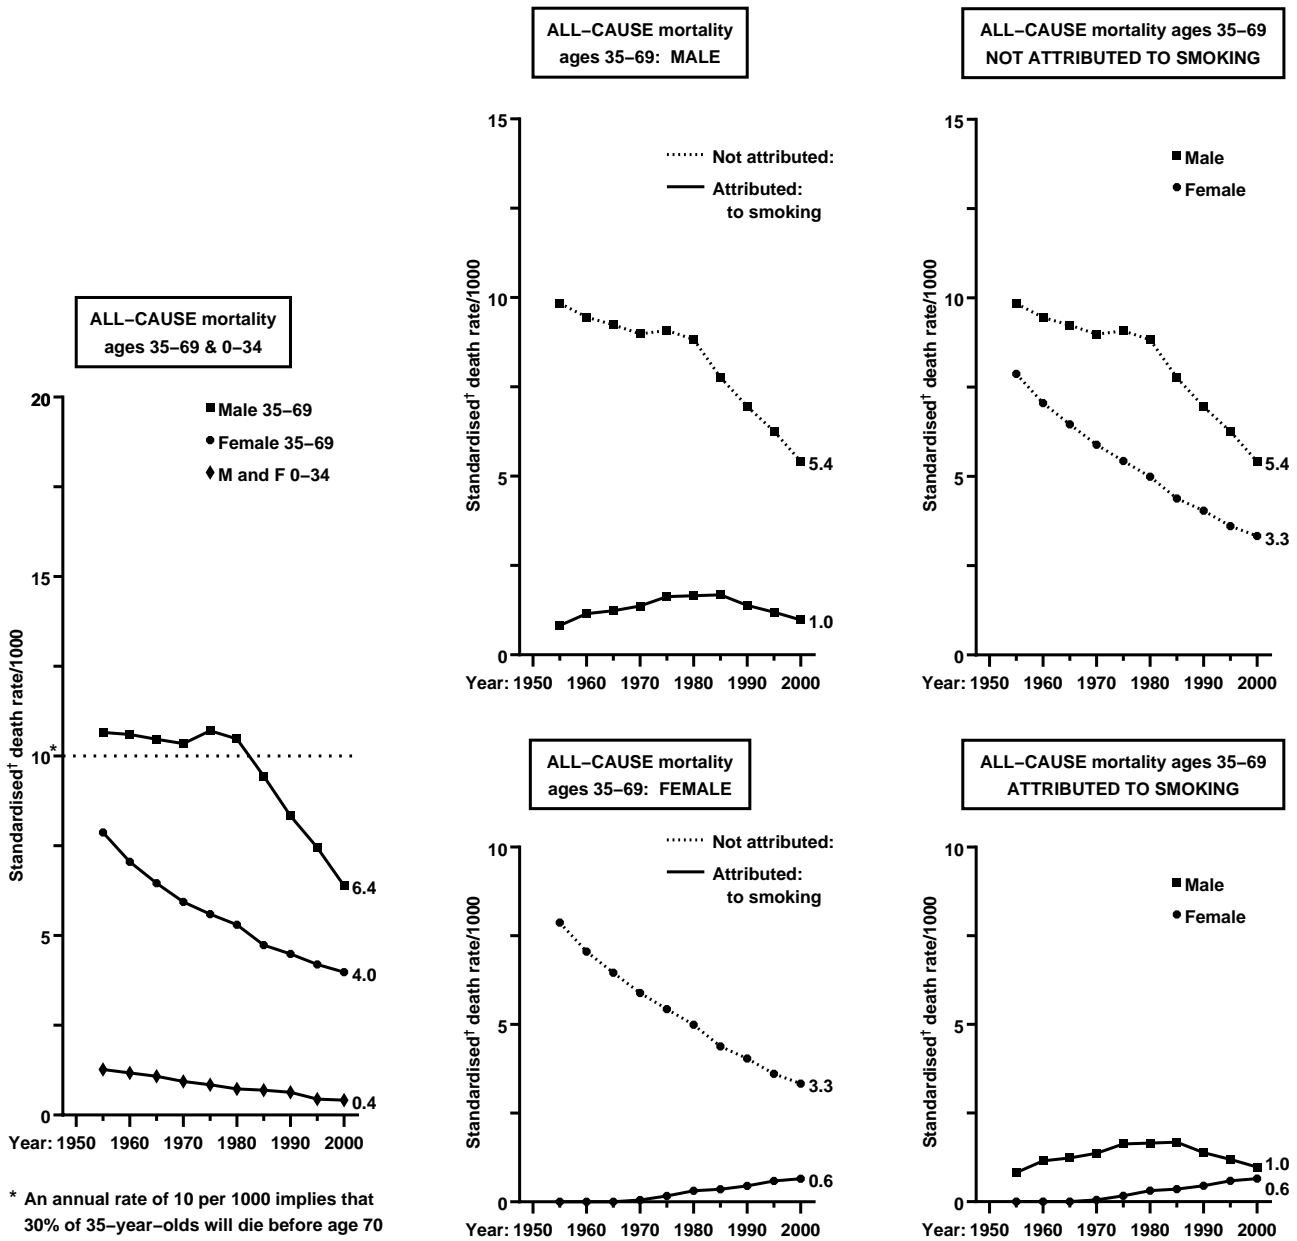 ALL–CAUSE mortality
ages 35–69 & 0–34
Standardised† death rate/1000
20
15
10*
5
0
Male 35–69
Female 35–69
M and F 0–34
6.4
4.0
0.4
Year: 1950 1960 1970 1980 1990 2000
* An annual rate of 10 per 1000 implies that
30% of 35–year–olds will die before age 70
ALL–CAUSE mortality
ages 35–69: MALE
Standardised† death rate/1000
15
10
5
0
Not attributed:
Attributed:
to smoking
5.4
1.0
Year: 1950 1960 1970 1980 1990 2000
ALL–CAUSE mortality ages 35–69
NOT ATTRIBUTED TO SMOKING
Standardised† death rate/1000
15
10
5
0
Male
Female
5.4
3.3
Year: 1950 1960 1970 1980 1990 2000
ALL–CAUSE mortality
ages 35–69: FEMALE
Standardised† death rate/1000
10
5
0
Not attributed:
Attributed:
to smoking
3.3
0.6
Year: 1950 1960 1970 1980 1990 2000
ALL–CAUSE mortality ages 35–69
ATTRIBUTED TO SMOKING
Standardised† death rate/1000
10
5
0
Male
Female
1.0
0.6
Year: 1950 1960 1970 1980 1990 2000